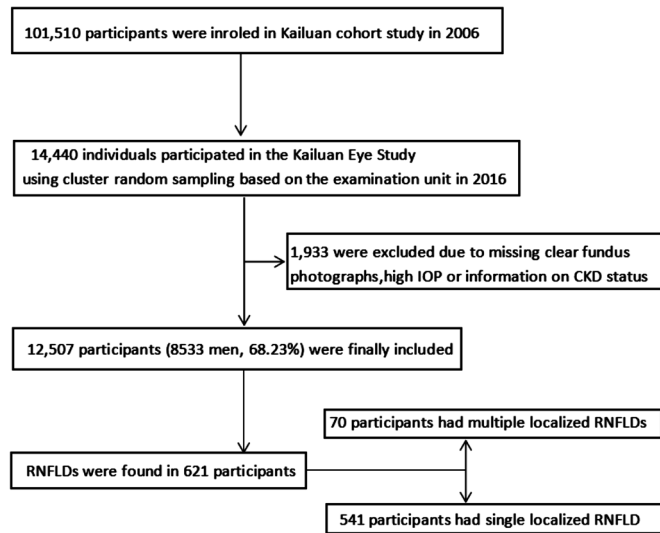 101,510 participants were inroled in Kailuan cohort study in 2006
14,440 individuals participated in the Kailuan Eye Study
using cluster random sampling based on the examination unit in 2016
1,933 were excluded due to missing clear fundus
photographs,high IOP or information on CKD status
12,507 participants (8533 men, 68.23%) were finally included
70 participants had multiple localized RNFLDs
RNFLDs were found in 621 participants
541 participants had single localized RNFLD